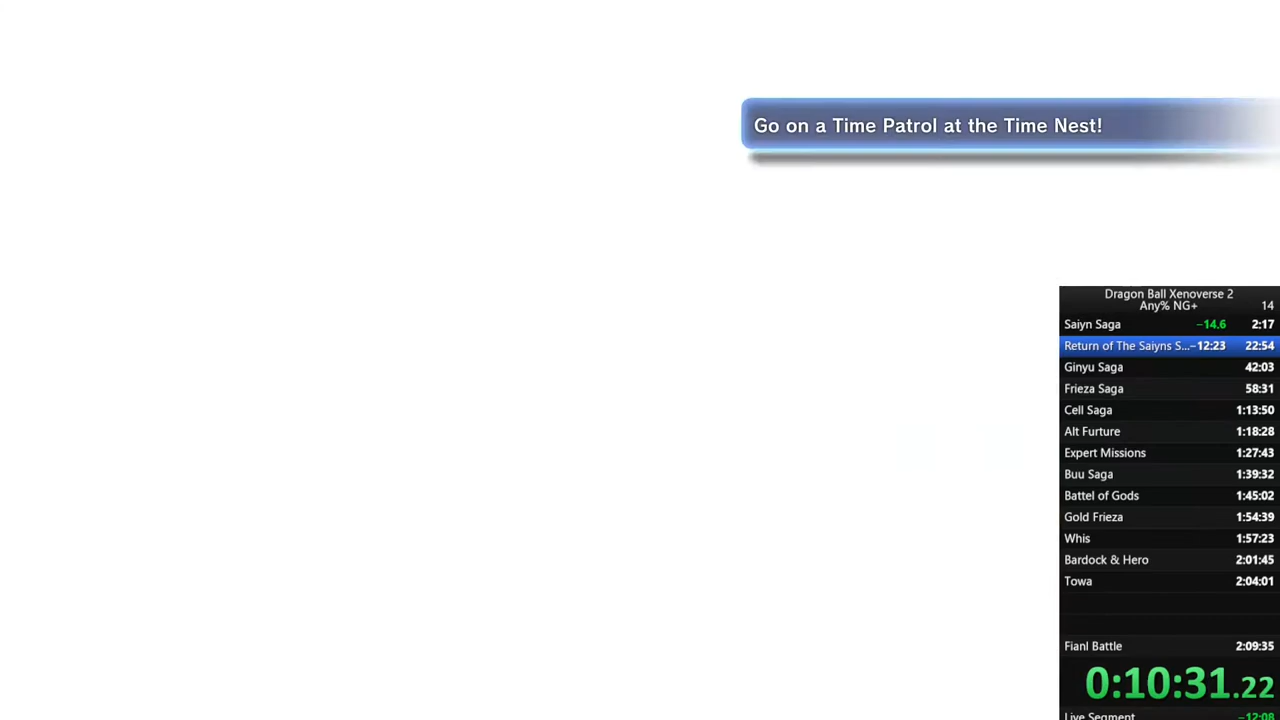 Go on a Time Patrol at the Time Nest!
Dragon Ball Xenoverse 2
Any% NG+ 14
Saiyn Saga −14.6 2:17
Return of The Saiyns S...−12:23 22:54
Ginyu Saga 42:03
Frieza Saga 58:31
Cell Saga 1:13:50
Alt Furture 1:18:28
Expert Missions 1:27:43
Buu Saga 1:39:32
Battel of Gods 1:45:02
Gold Frieza 1:54:39
Whis 1:57:23
Bardock & Hero 2:01:45
Towa 2:04:01
Fianl Battle 2:09:35
0:10:31.22
Live Segment −12:08